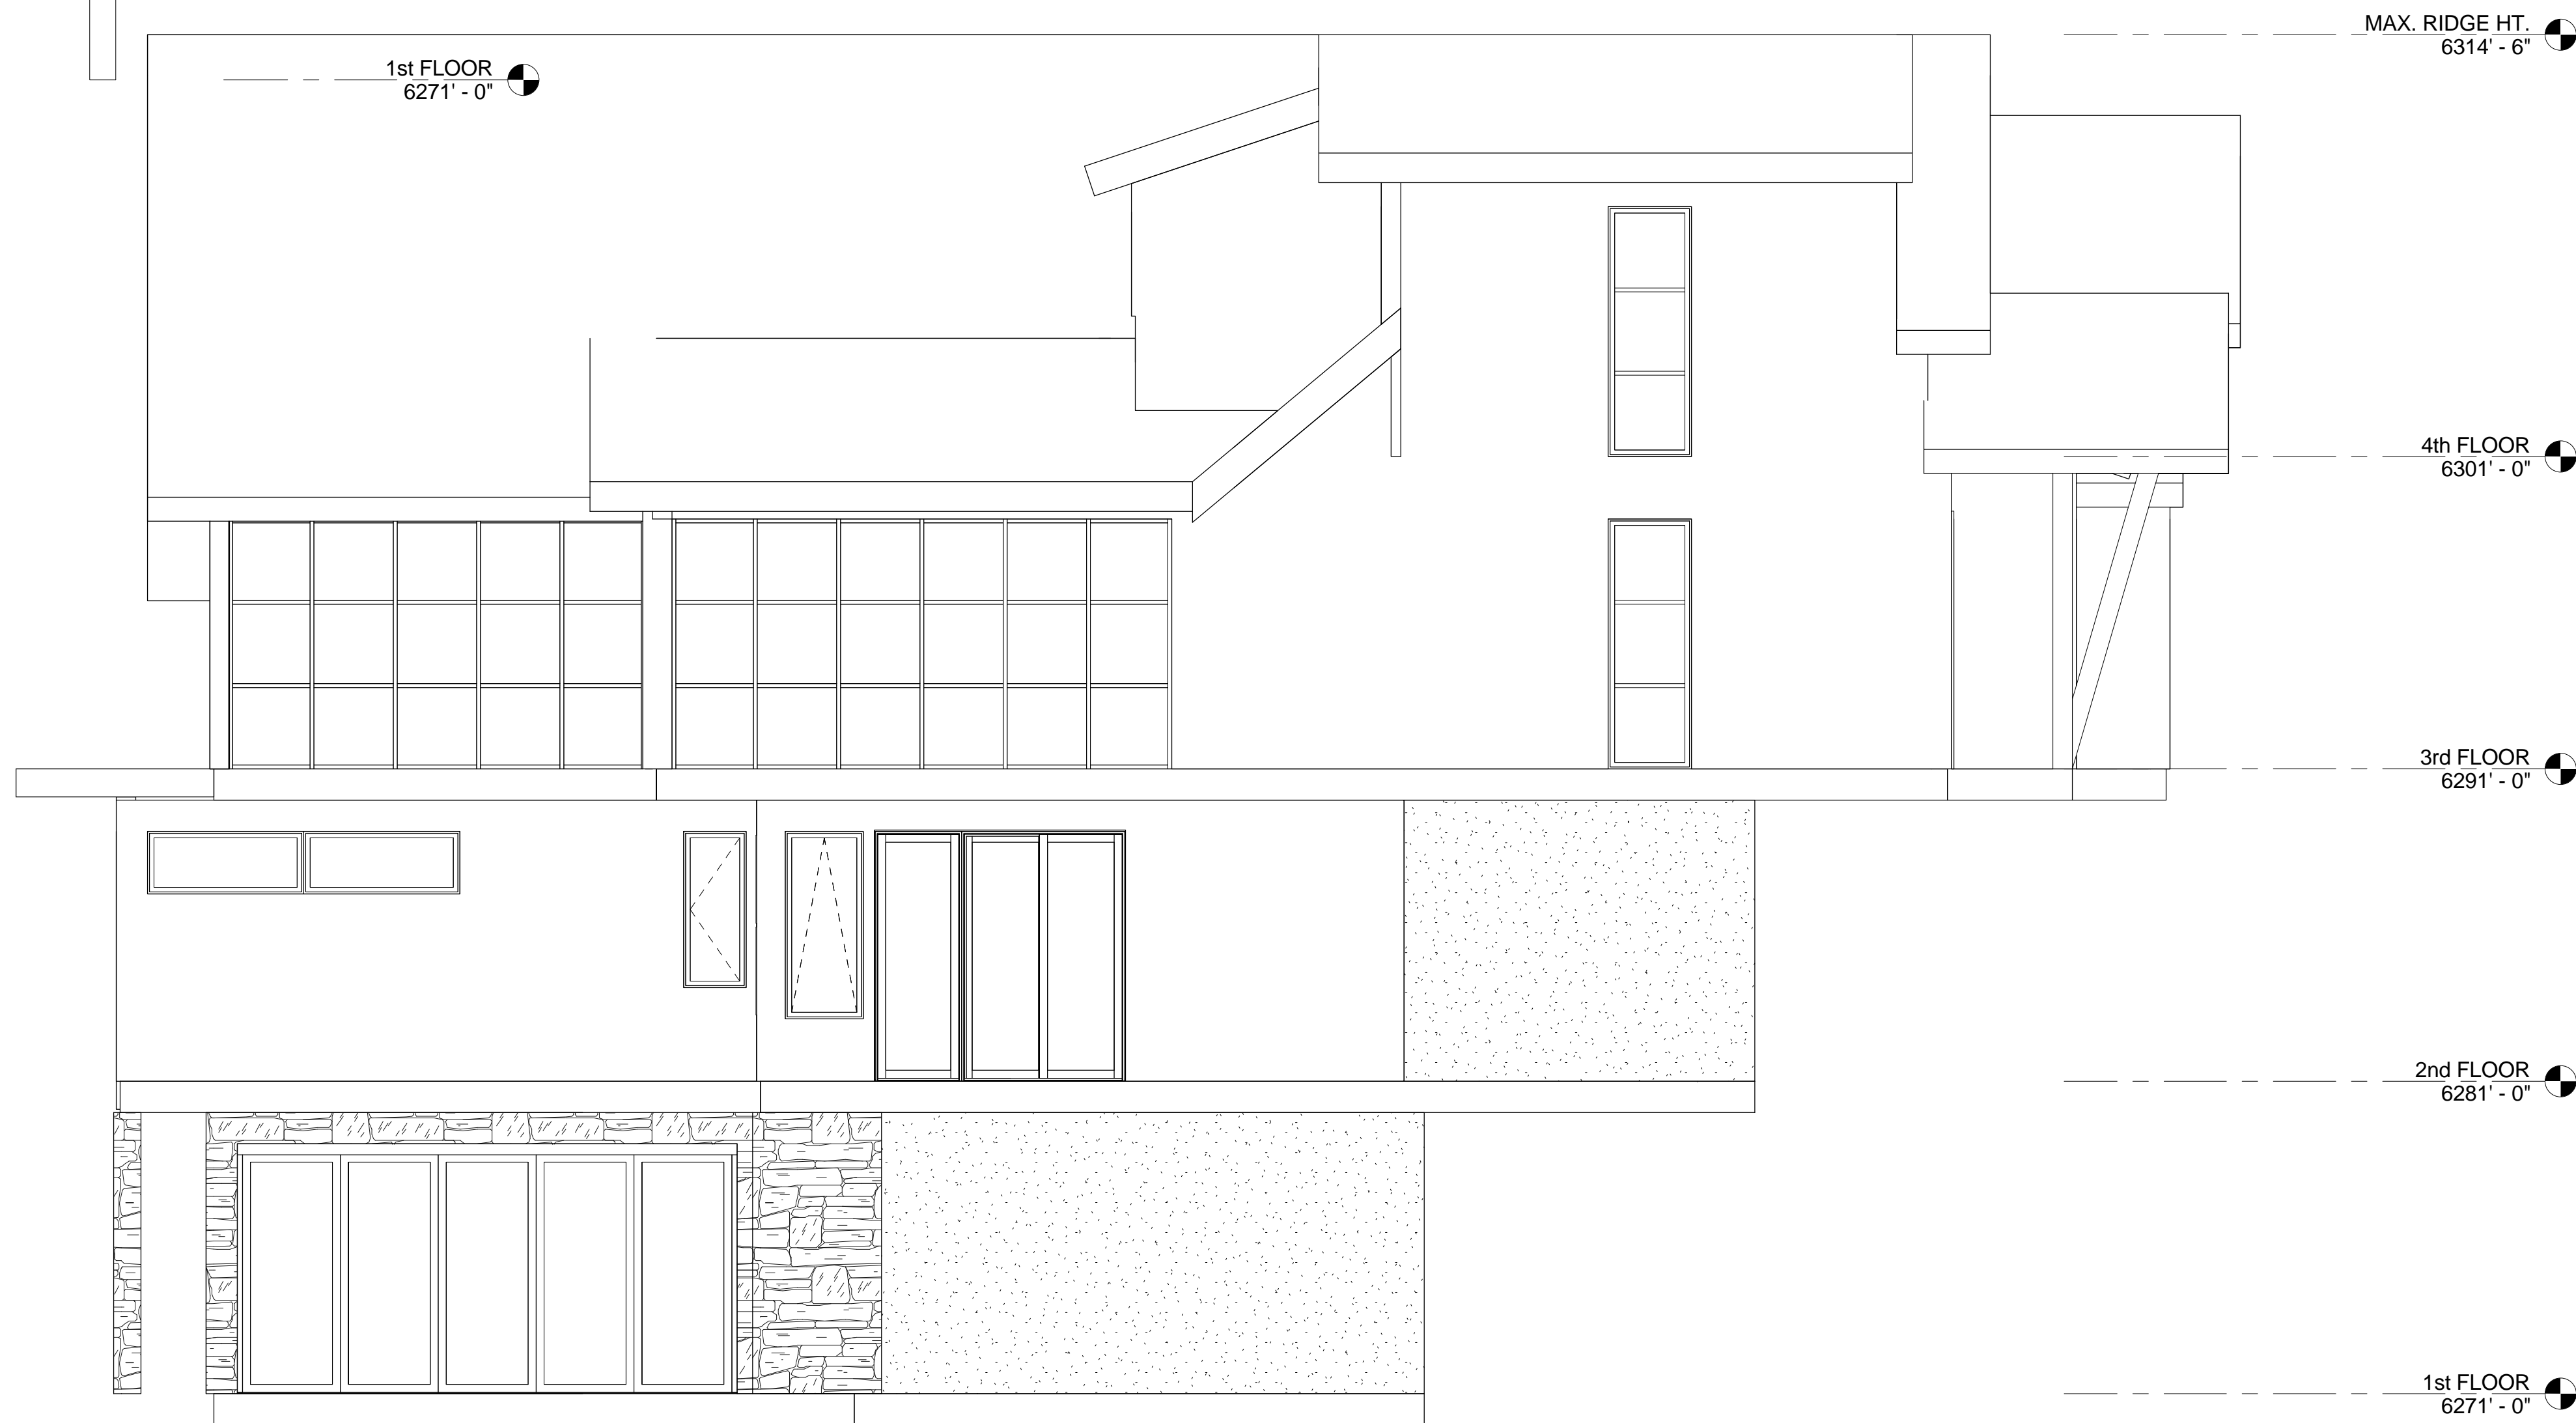 MAX. RIDGE HT.
6314' - 6"
1st FLOOR
6271' - 0"
4th FLOOR
6301' - 0"
3rd FLOOR
6291' - 0"
2nd FLOOR
6281' - 0"
1st FLOOR
6271' - 0"